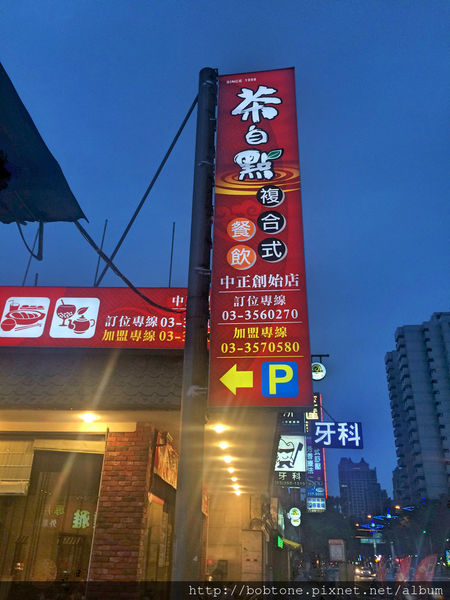 SINCE 1998
茶自點
複合式
餐飲
中正創始店
訂位專線
03-3560270
加盟專線
03-3570580
P
訂位專線 03-3
加盟專線 03-3
牙科
雅
http://bobtone.pixnet.net/album